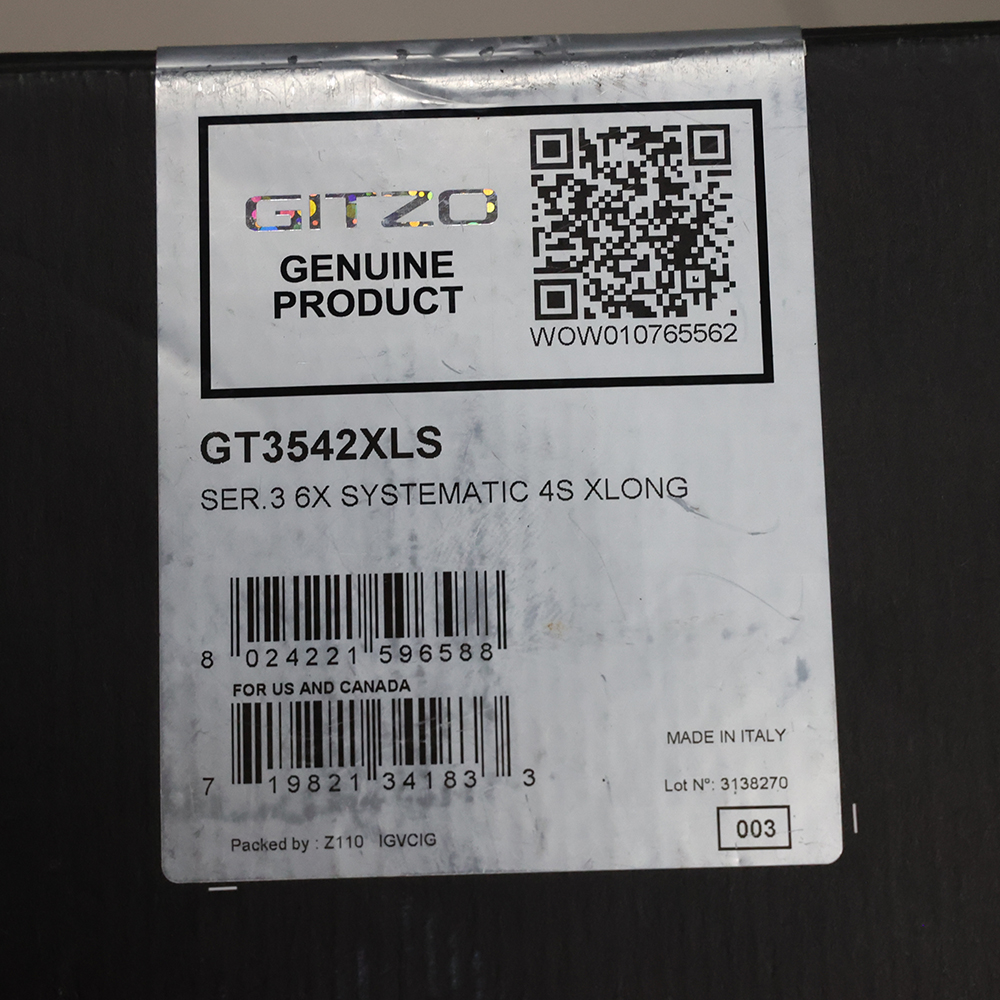 GITZO
GENUINE
PRODUCT
WOW010765562
GT3542XLS
SER.3 6X SYSTEMATIC 4S XLONG
8 024221 596588
FOR US AND CANADA
7 19821 34183 3
MADE IN ITALY
Lot Nº: 3138270
003
Packed by : Z110 IGVCIG